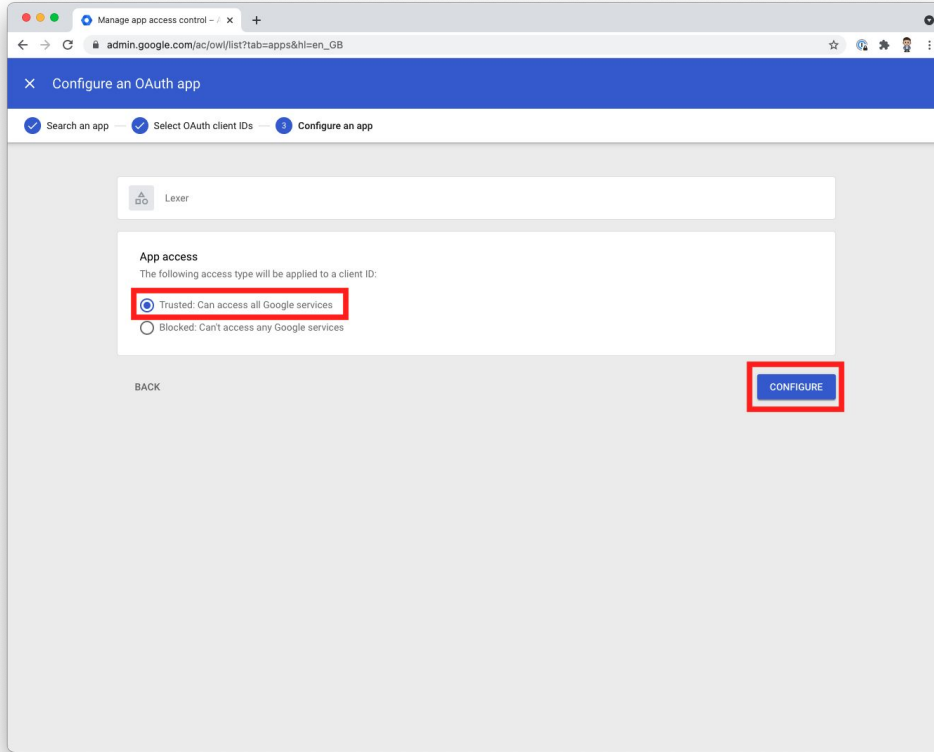 Manage app access control – A
admin.google.com/ac/owl/list?tab=apps&hl=en_GB
Configure an OAuth app
Search an app
Select OAuth client IDs
3
Configure an app
Lexer
App access
The following access type will be applied to a client ID:
Trusted: Can access all Google services
Blocked: Can't access any Google services
BACK
CONFIGURE